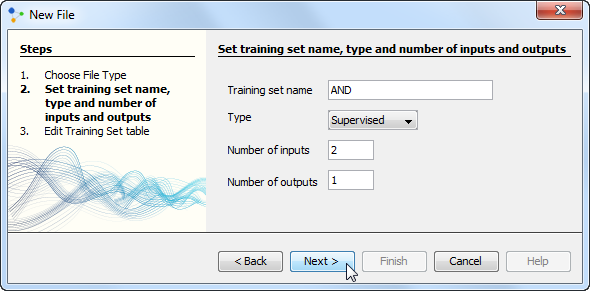 New File
Steps
1. Choose File Type
2. Set training set name,
type and number of
inputs and outputs
3. Edit Training Set table
Set training set name, type and number of inputs and outputs
Training set name AND
Type Supervised
Number of inputs 2
Number of outputs 1
< Back Next > Finish Cancel Help